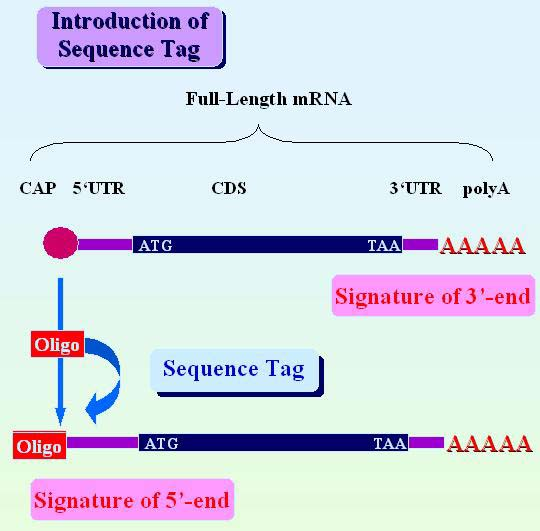 Introduction of
Sequence Tag
Full-Length mRNA
CAP 5‘UTR CDS 3‘UTR polyA
ATG TAA AAAAA
Signature of 3’-end
Oligo
Sequence Tag
Oligo ATG TAA AAAAA
Signature of 5’-end